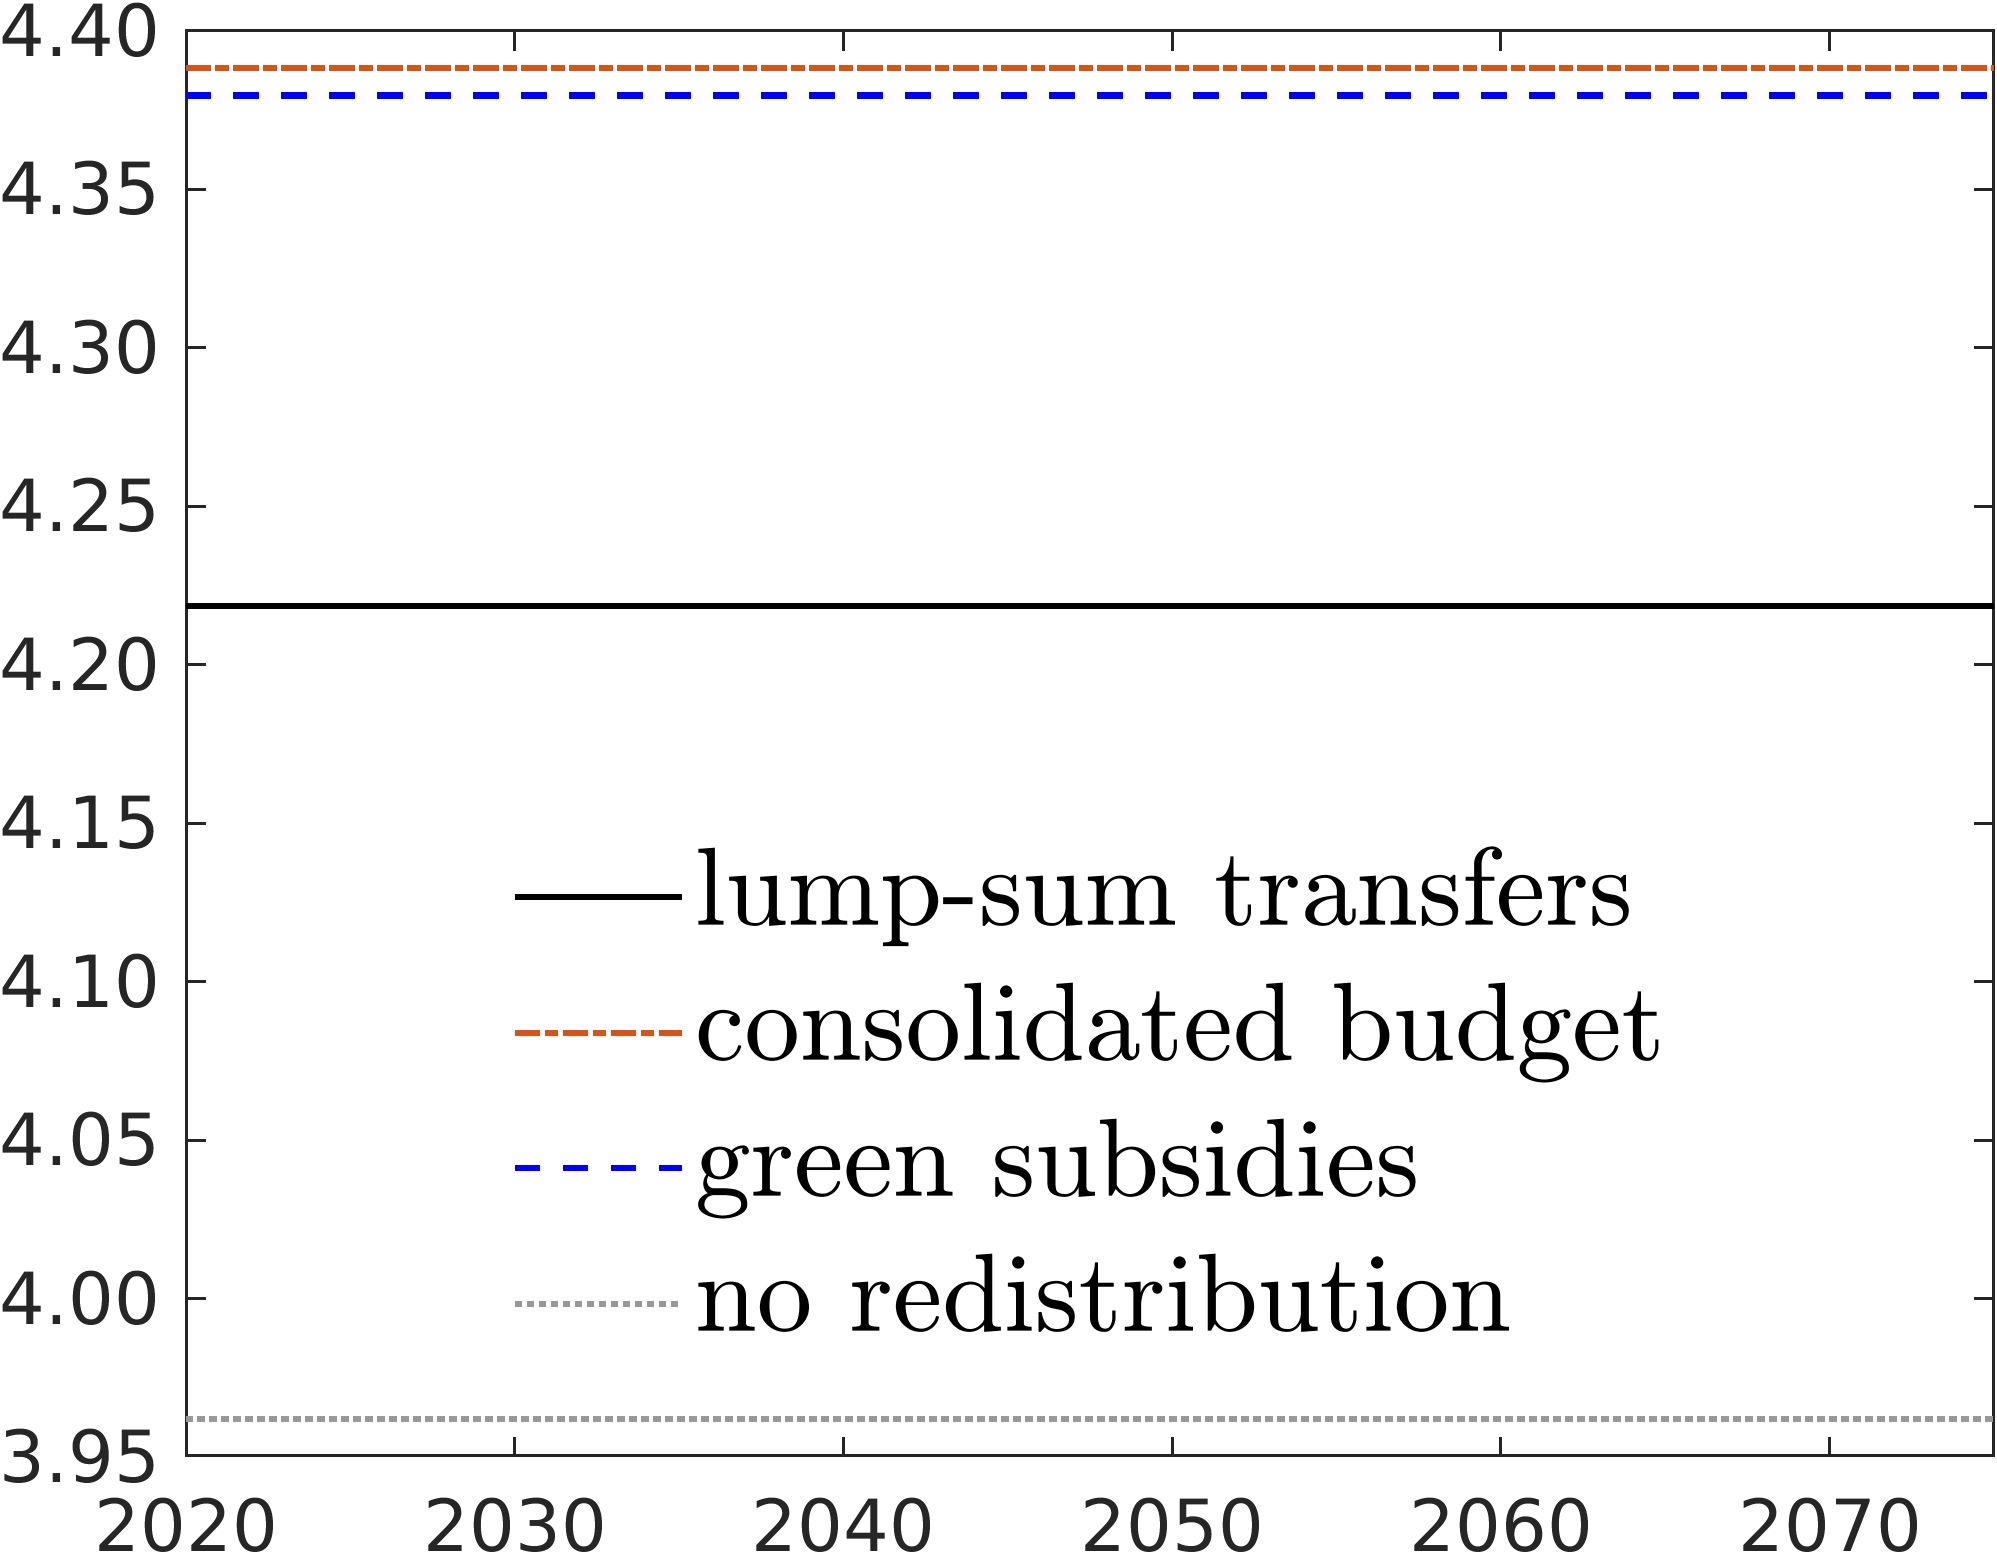 4.40
4.35
4.30
4.25
4.20
4.15
4.10
4.05
4.00
3.95
lump-sum transfers
consolidated budget
green subsidies
no redistribution
2020 2030 2040 2050 2060 2070